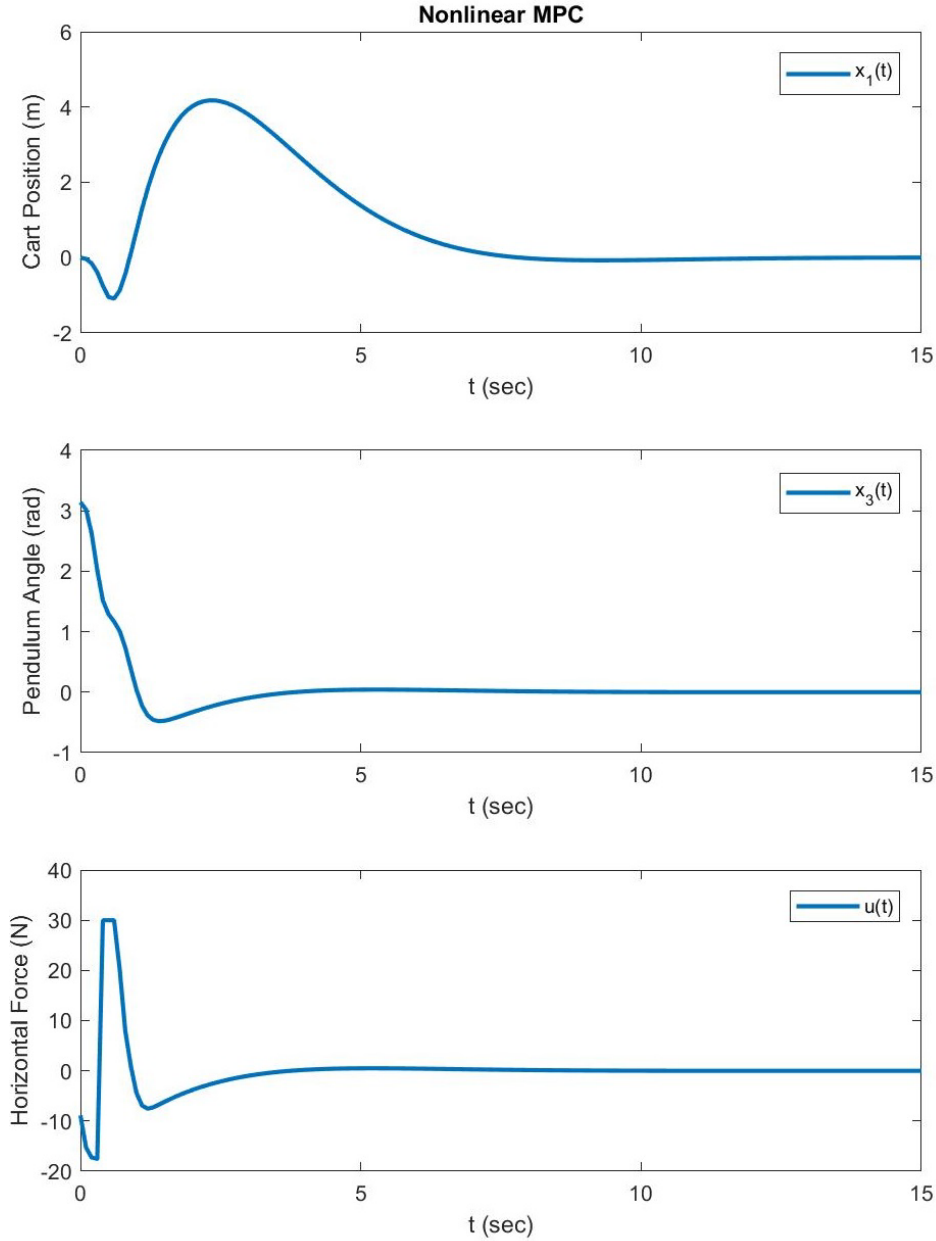 Nonlinear MPC
6
4
2
0
-2
Cart Position (m)
x_1(t)
0 5 10 15
t (sec)
4
3
2
1
0
-1
Pendulum Angle (rad)
x_3(t)
0 5 10 15
t (sec)
40
30
20
10
0
-10
-20
Horizontal Force (N)
u(t)
0 5 10 15
t (sec)